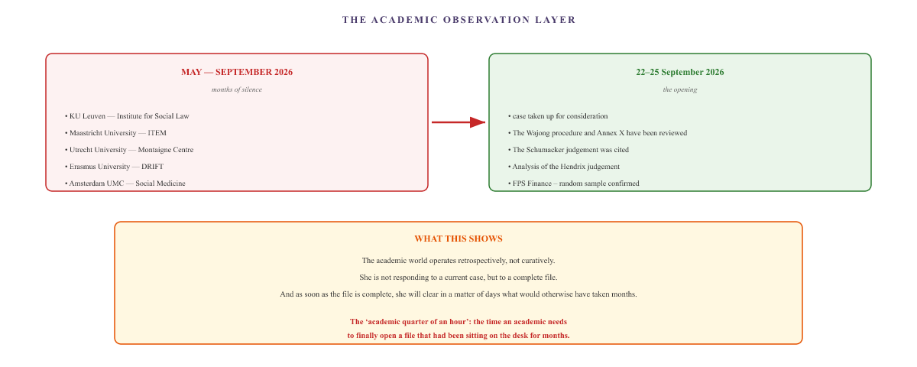 THE ACADEMIC OBSERVATION LAYER
MAY — SEPTEMBER 2026
months of silence
• KU Leuven — Institute for Social Law
• Maastricht University — ITEM
• Utrecht University — Montaigne Centre
• Erasmus University — DRIFT
• Amsterdam UMC — Social Medicine
22–25 September 2026
the opening
• case taken up for consideration
• The Wajong procedure and Annex X have been reviewed
• The Schumacker judgement was cited
• Analysis of the Hendrix judgement
• FPS Finance – random sample confirmed
WHAT THIS SHOWS
The academic world operates retrospectively, not curatively.
She is not responding to a current case, but to a complete file.
And as soon as the file is complete, she will clear in a matter of days what would otherwise have taken months.
The ‘academic quarter of an hour’: the time an academic needs
to finally open a file that had been sitting on the desk for months.